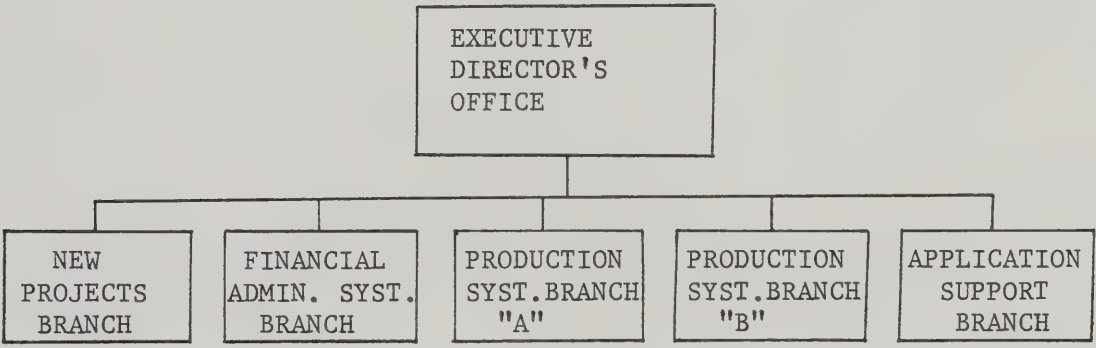 EXECUTIVE
DIRECTOR'S
OFFICE
NEW
PROJECTS
BRANCH
FINANCIAL
ADMIN. SYST.
BRANCH
PRODUCTION
SYST.BRANCH
"A"
PRODUCTION
SYST.BRANCH
"B"
APPLICATION
SUPPORT
BRANCH